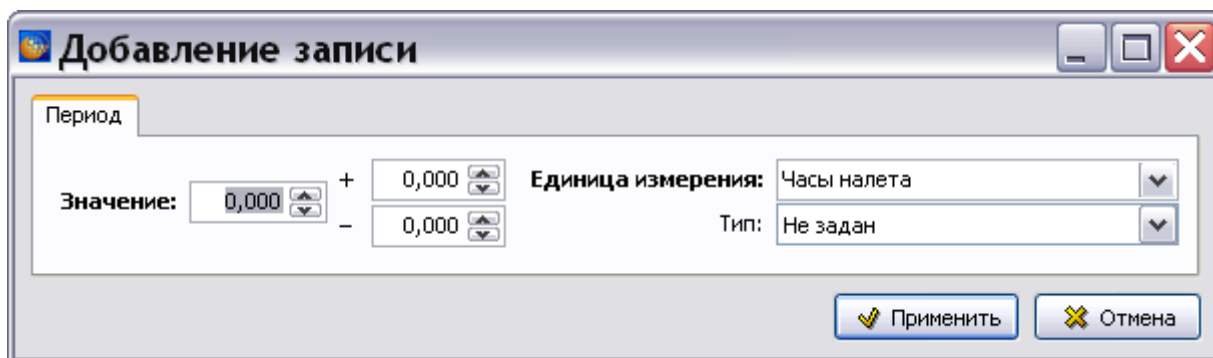 Добавление записи
Период
Значение: 0,000 + 0,000 Единица измерения: Часы налета
− 0,000 Тип: Не задан
Применить Отмена